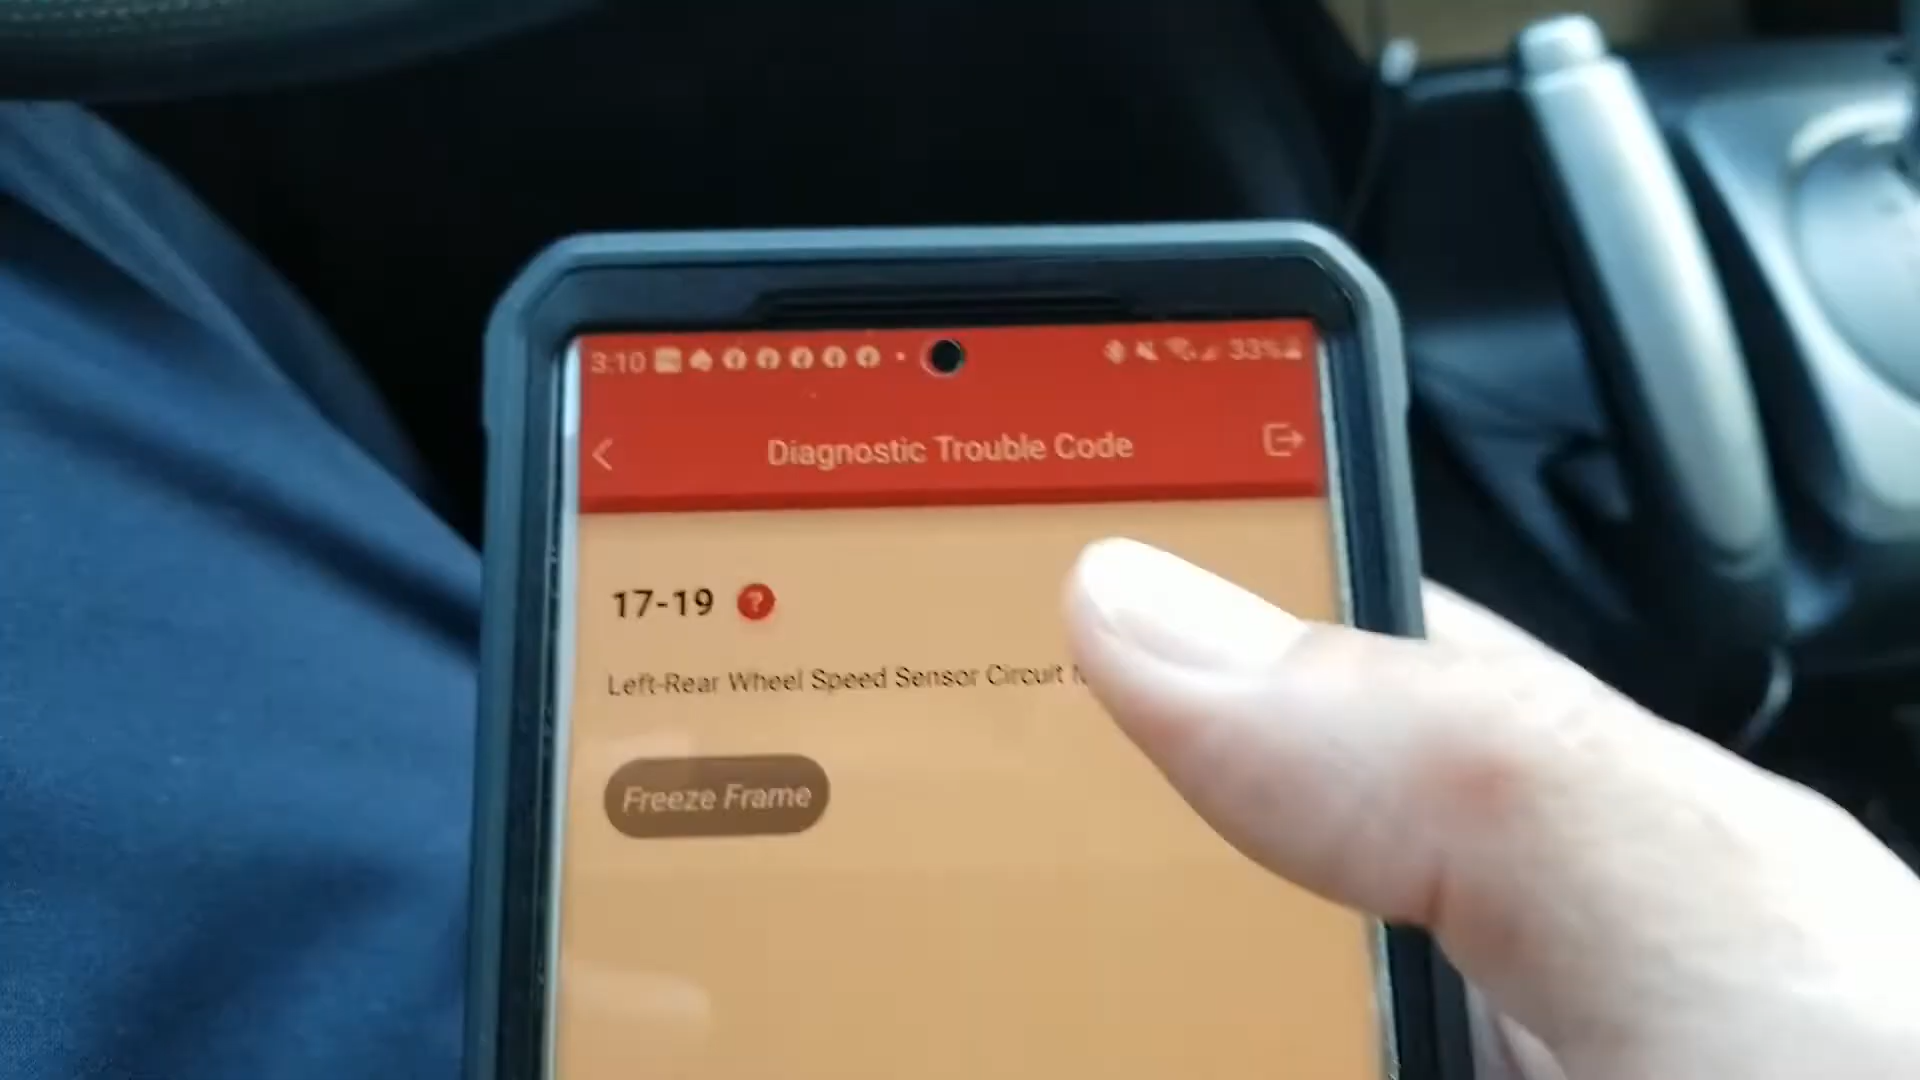 3:10 33%
Diagnostic Trouble Code
17-19 ?
Left-Rear Wheel Speed Sensor Circuit
Freeze Frame